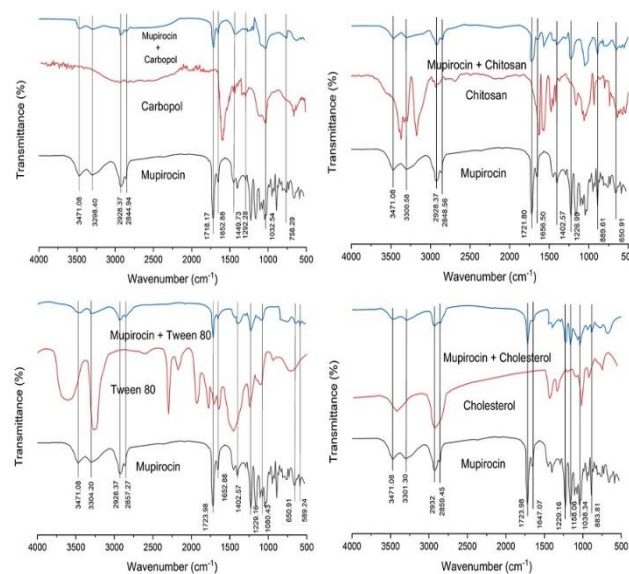 Transmittance (%)
Mupirocin
+
Carbopol
Carbopol
Mupirocin
3471.08
3298.40
2928.37
2844.94
1718.17
1652.88
1449.73
1292.28
1032.54
756.29
4000 3500 3000 2500 2000 1500 1000 500
Wavenumber (cm-1)
Transmittance (%)
Mupirocin + Chitosan
Chitosan
Mupirocin
3471.08
3300.58
2928.37
2848.56
1721.80
1656.50
1402.57
1226.99
889.61
650.91
4000 3500 3000 2500 2000 1500 1000 500
Wavenumber (cm-1)
Transmittance (%)
Mupirocin + Tween 80
Tween 80
Mupirocin
3471.08
3304.20
2928.37
2857.27
1723.98
1652.88
1402.57
1229.16
1080.43
650.91
589.24
4000 3500 3000 2500 2000 1500 1000 500
Wavenumber (cm-1)
Transmittance (%)
Mupirocin + Cholesterol
Cholesterol
Mupirocin
3471.08
3301.30
2932
2859.45
1723.98
1647.07
1229.16
1158.06
1038.34
883.81
4000 3500 3000 2500 2000 1500 1000 500
Wavenumber (cm-1)